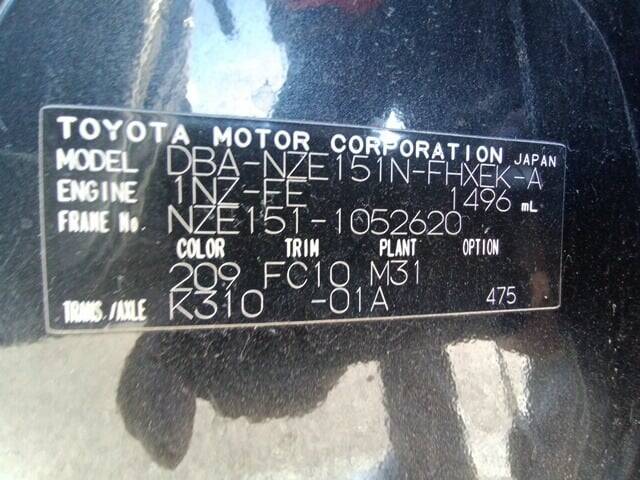 TOYOTA MOTOR CORPORATION JAPAN
MODEL DBA-NZE151N-FHXEK-A
ENGINE 1NZ-FE 1496 mL
FRAME No. NZE151-1052620
COLOR TRIM PLANT OPTION
209 FC10 M31
TRANS./AXLE K310 -01A 475